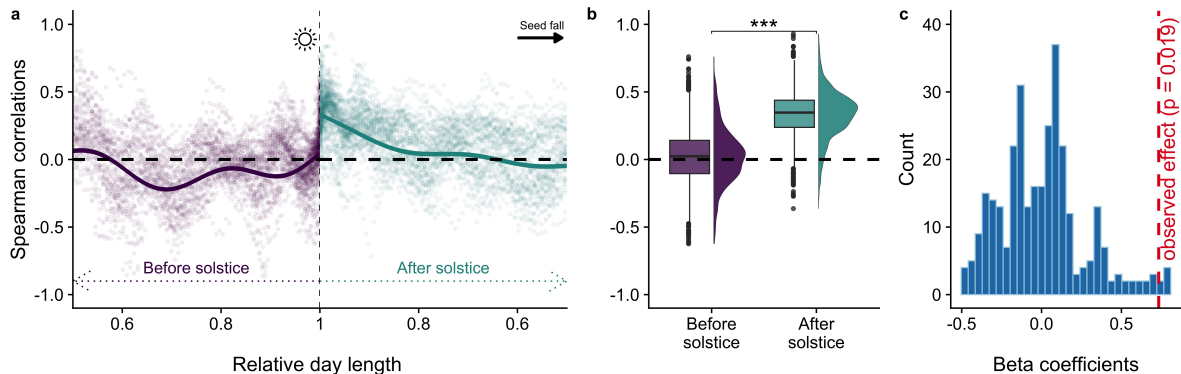 a
1.0
0.5
0.0
-0.5
-1.0
Spearman correlations
Seed fall
Before solstice
After solstice
0.6
0.8
1
0.8
0.6
Relative day length
b
***
1.0
0.5
0.0
-0.5
-1.0
Before
solstice
After
solstice
c
40
30
20
10
0
Count
observed effect (p = 0.019)
-0.5
0.0
0.5
Beta coefficients